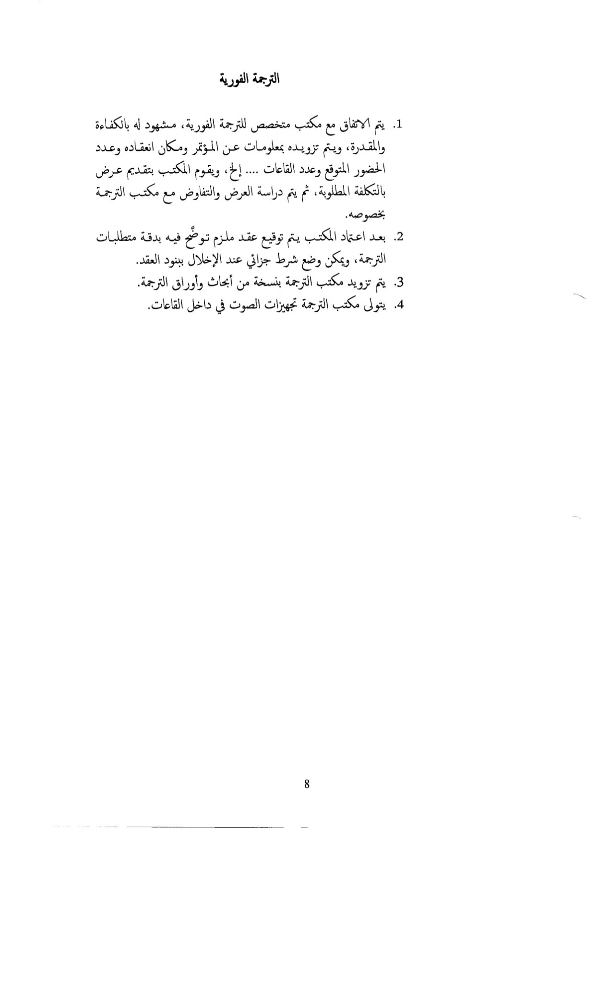 الترجمة الفورية
1. يتم الاتفاق مع مكتب متخصص للترجمة الفورية، مشهود له بالكفاءة
والمقدرة، ويتم تزويده بمعلومات عن المؤتمر ومكان انعقاده وعدد
الحضور المتوقع وعدد القاعات .... إلخ، ويقوم المكتب بتقديم عرض
بالتكلفة المطلوبة، ثم يتم دراسة العرض والتفاوض مع مكتب الترجمة
بخصوصه.
2. بعد اعتماد المكتب يتم توقيع عقد ملزم توضَّح فيه بدقة متطلبات
الترجمة، ويمكن وضع شرط جزائي عند الإخلال ببنود العقد.
3. يتم تزويد مكتب الترجمة بنسخة من أبحاث وأوراق الترجمة.
4. يتولى مكتب الترجمة تجهيزات الصوت في داخل القاعات.
8